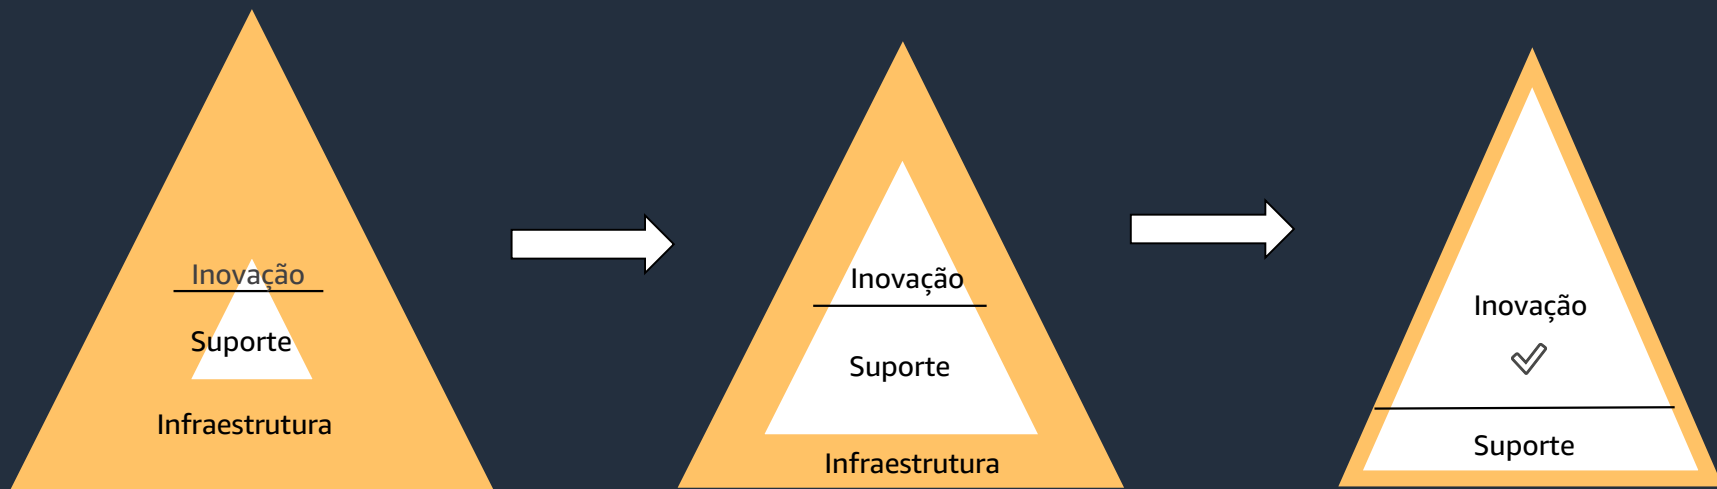 Inovação
Suporte
Infraestrutura
Inovação
Suporte
Infraestrutura
Inovação
Suporte